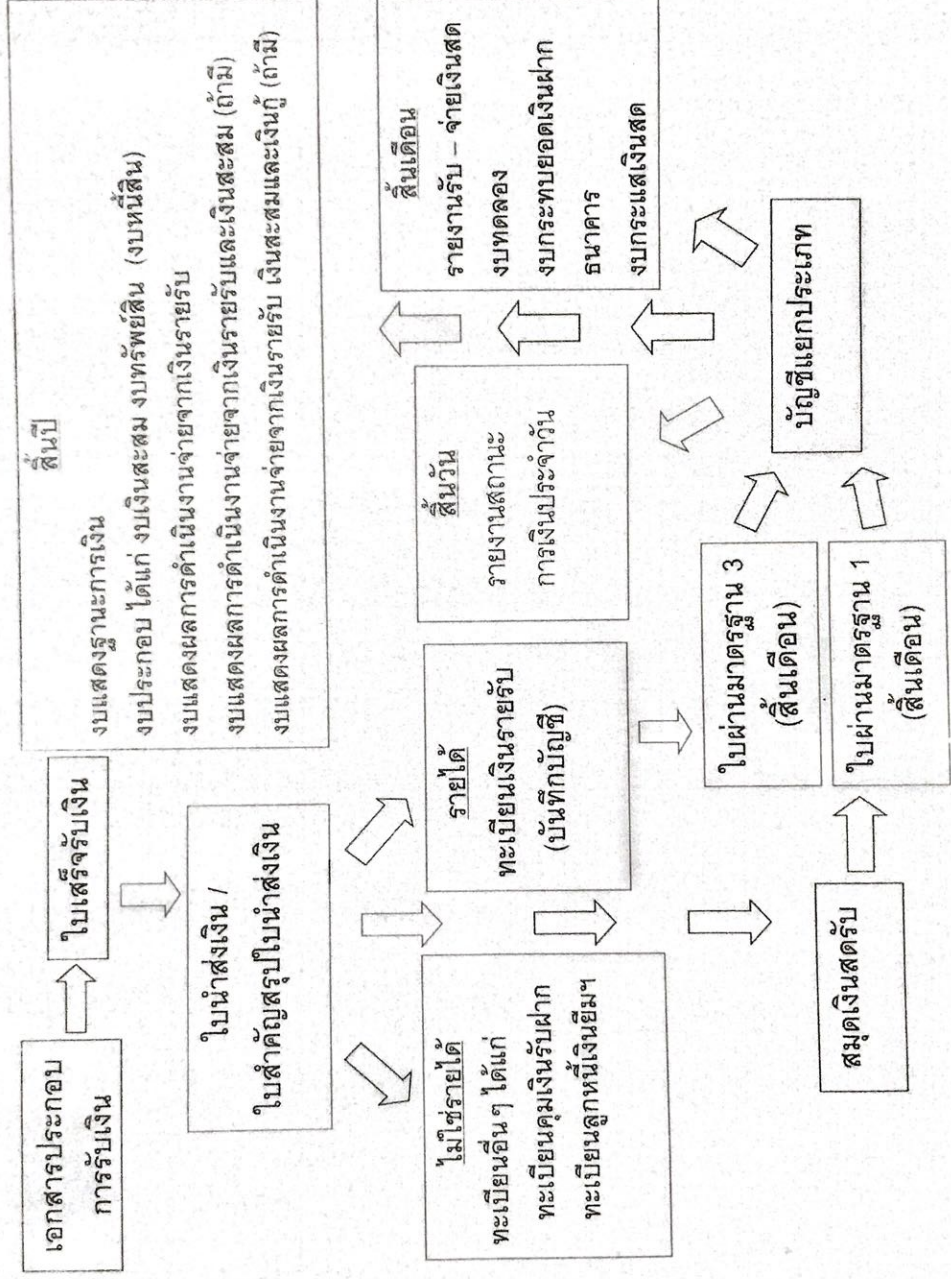 เอกสารประกอบ
การรับเงิน
ใบเสร็จรับเงิน
ใบนำส่งเงิน /
ใบสำคัญสรุปใบนำส่งเงิน
ไม่ใช่รายได้
ทะเบียนอื่น ๆ ได้แก่
ทะเบียนคุมเงินรับฝาก
ทะเบียนลูกหนี้เงินยืมฯ
รายได้
ทะเบียนเงินรายรับ
(บันทึกบัญชี)
สมุดเงินสดรับ
ใบผ่านมาตรฐาน 3
(สิ้นเดือน)
ใบผ่านมาตรฐาน 1
(สิ้นเดือน)
บัญชีแยกประเภท
สิ้นวัน
รายงานสถานะ
การเงินประจำวัน
สิ้นเดือน
รายงานรับ – จ่ายเงินสด
งบทดลอง
งบกระทบยอดเงินฝาก
ธนาคาร
งบกระแสเงินสด
สิ้นปี
งบแสดงฐานะการเงิน
งบประกอบ ได้แก่ งบเงินสะสม งบทรัพย์สิน (งบหนี้สิน)
งบแสดงผลการดำเนินงานจ่ายจากเงินรายรับ
งบแสดงผลการดำเนินงานจ่ายจากเงินรายรับและเงินสะสม (ถ้ามี)
งบแสดงผลการดำเนินงานจ่ายจากเงินรายรับ เงินสะสมและเงินกู้ (ถ้ามี)